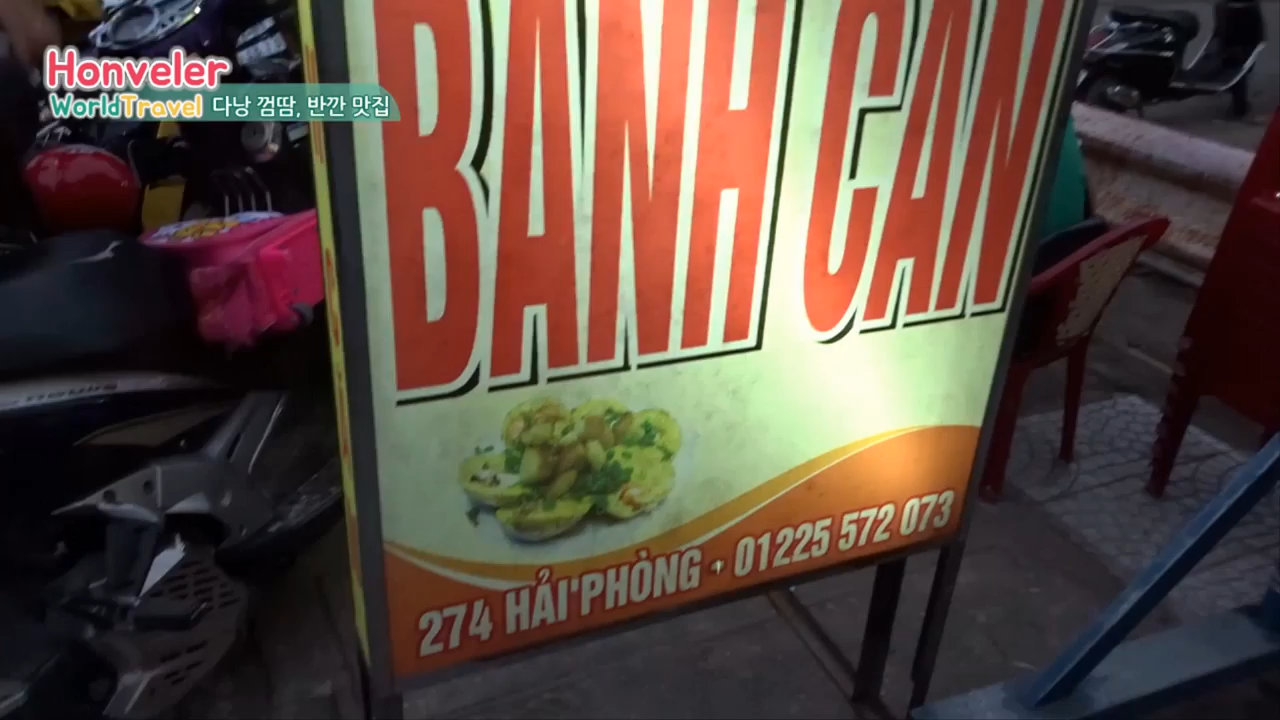 Honveler
WorldTravel 다낭 껌땀, 반깐 맛집
BANH CAN
274 HẢI PHÒNG • 01225 572 073